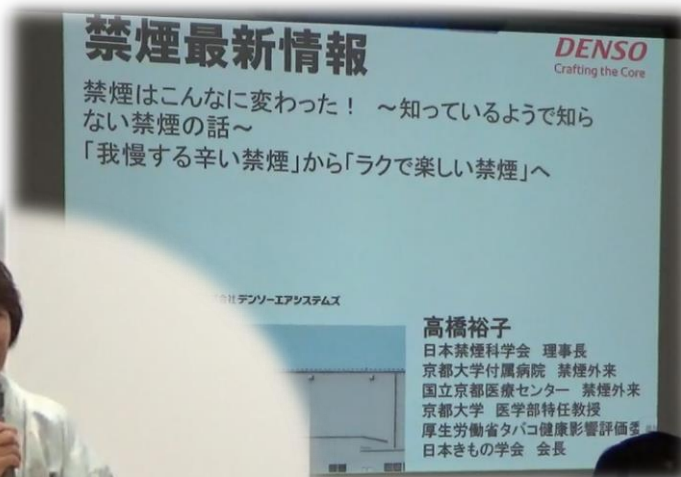 禁煙最新情報
DENSO
Crafting the Core
禁煙はこんなに変わった！ ～知っているようで知ら
ない禁煙の話～
「我慢する辛い禁煙」から「ラクで楽しい禁煙」へ
デンソーエアシステムズ
高橋裕子
日本禁煙科学会 理事長
京都大学付属病院 禁煙外来
国立京都医療センター 禁煙外来
京都大学 医学部特任教授
厚生労働省タバコ健康影響評価委
日本きもの学会 会長